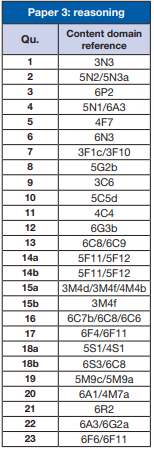 Paper 3: reasoning
Qu. Content domain reference
1 3N3
2 5N2/5N3a
3 6P2
4 5N1/6A3
5 4F7
6 6N3
7 3F1c/3F10
8 5G2b
9 3C6
10 5C5d
11 4C4
12 6G3b
13 6C8/6C9
14a 5F11/5F12
14b 5F11/5F12
15a 3M4d/3M4f/4M4b
15b 3M4f
16 6C7b/6C8/6C6
17 6F4/6F11
18a 5S1/4S1
18b 6S3/6C8
19 5M9c/5M9a
20 6A1/4M7a
21 6R2
22 6A3/6G2a
23 6F6/6F11